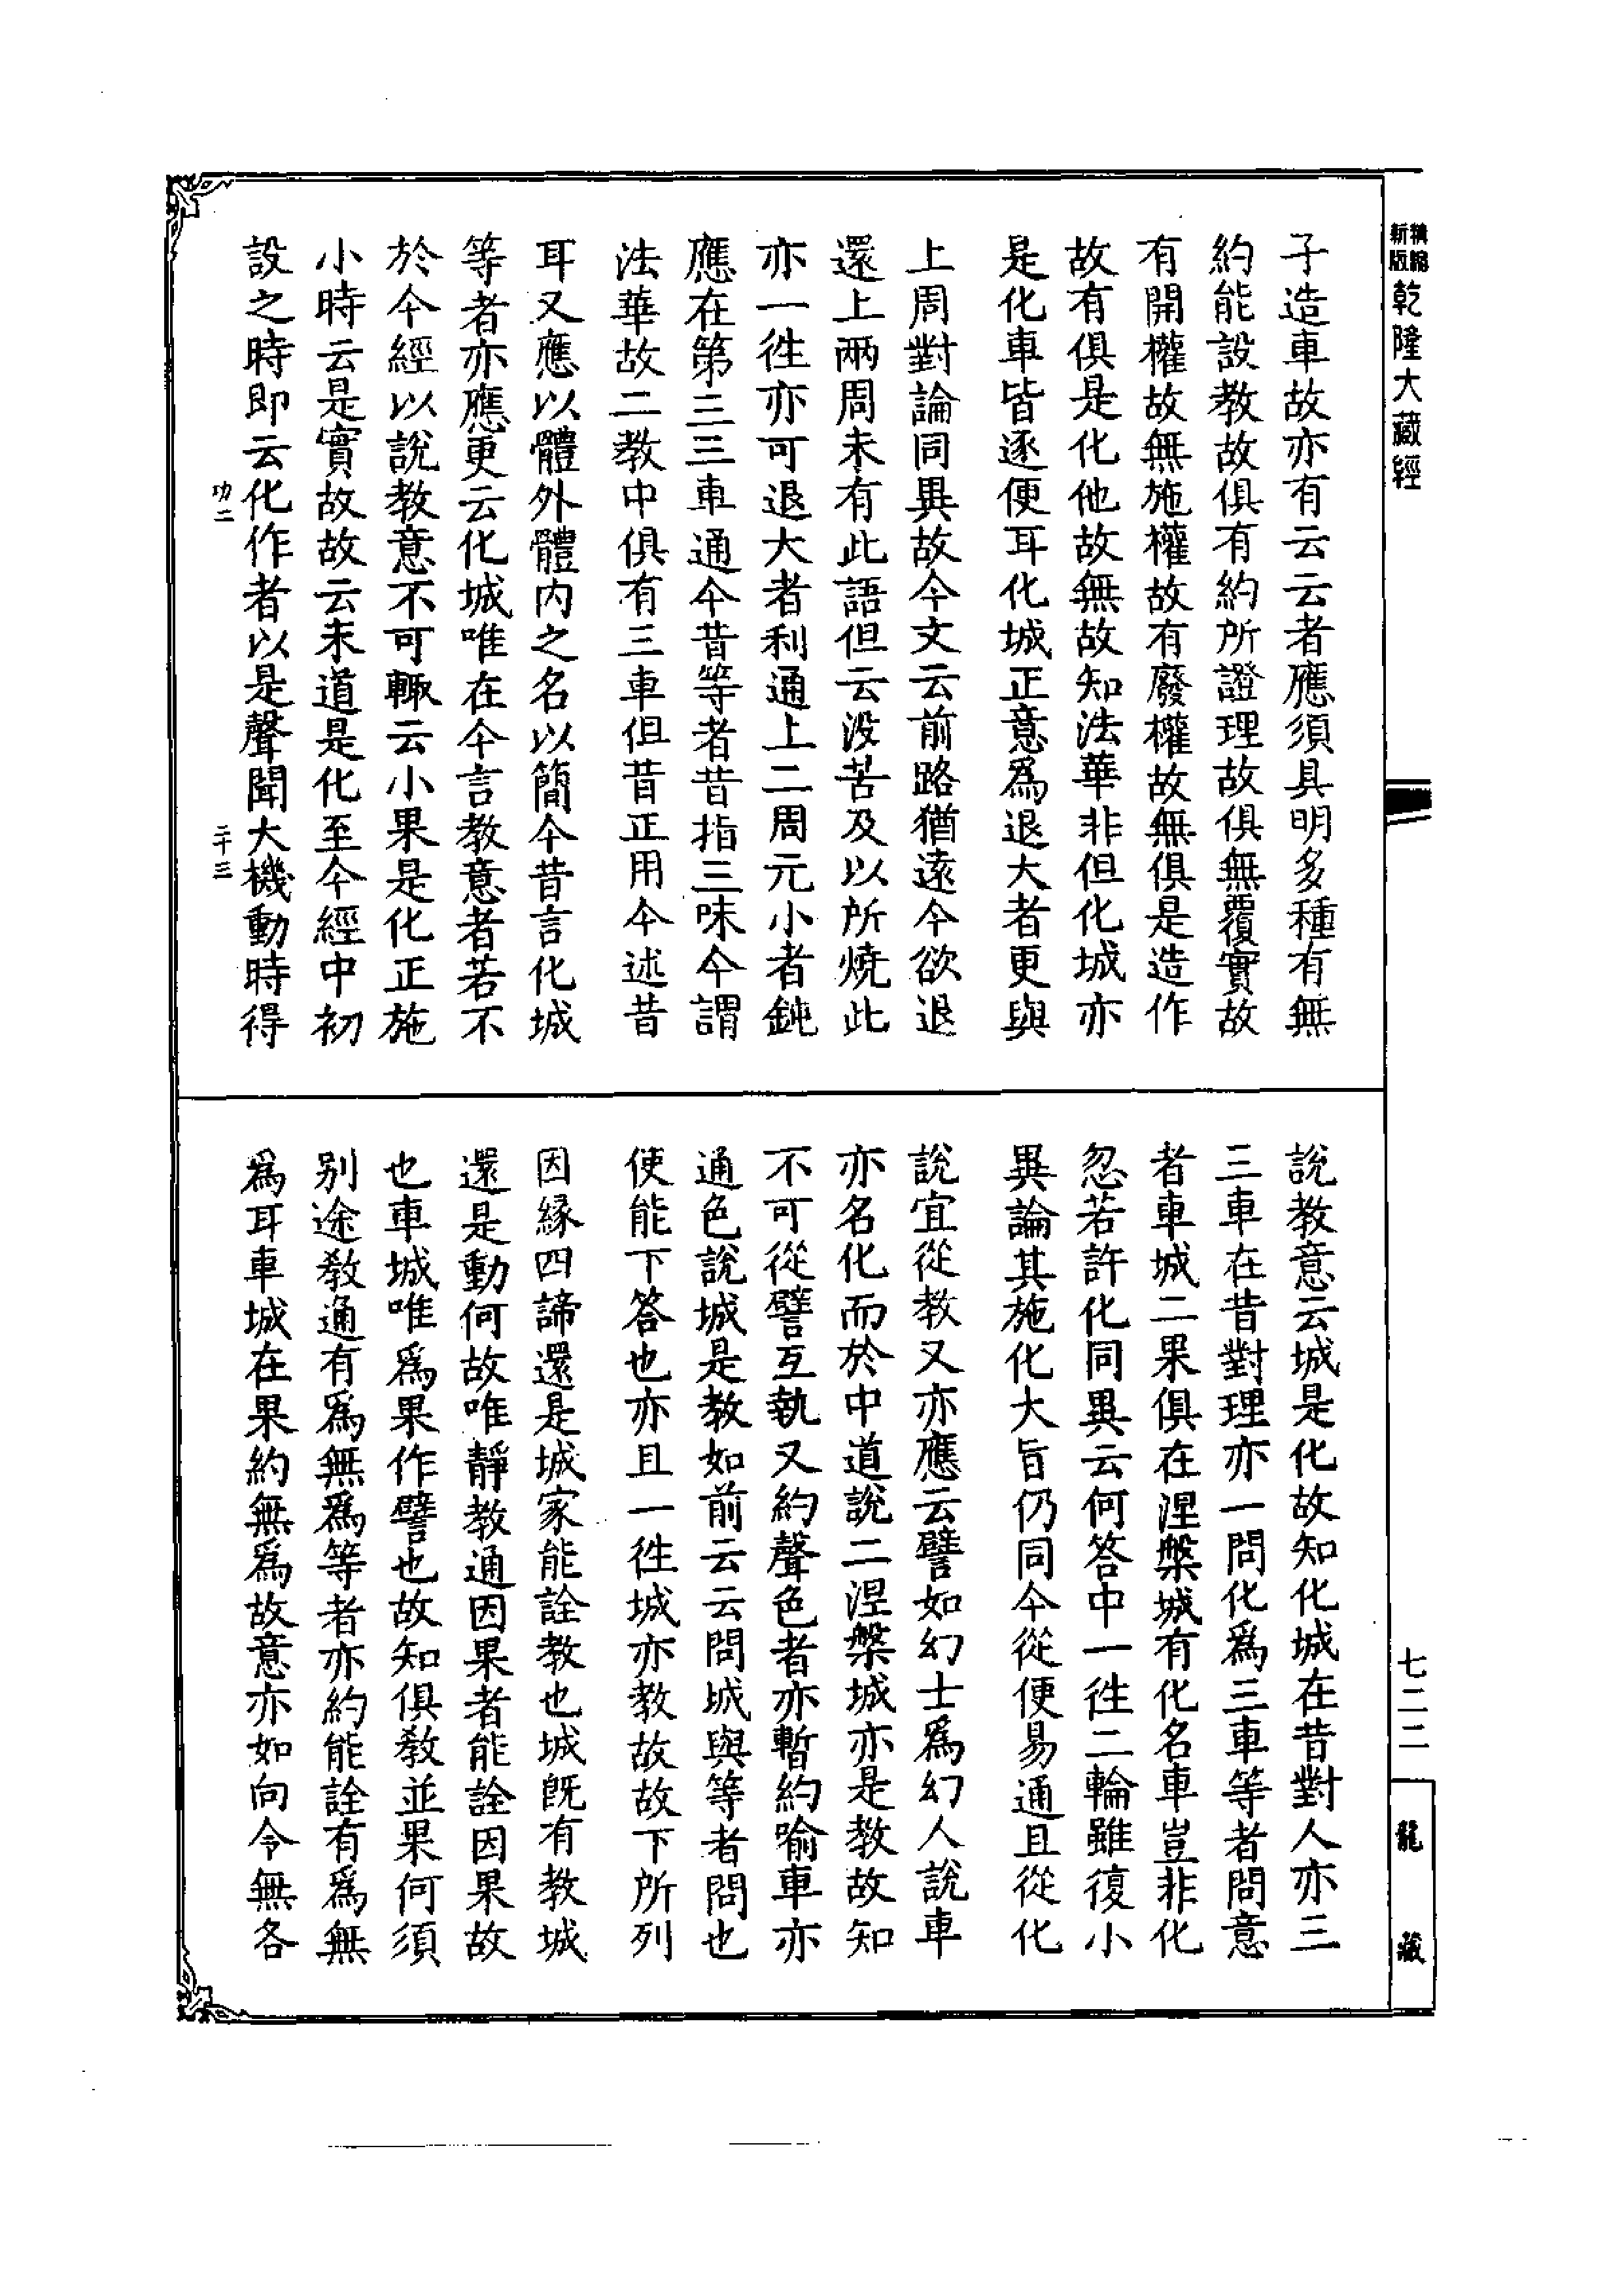 新版精縮乾隆大藏經
子造車故亦有云云者應須具明多種有無
約能設教故俱有約所證理故俱無覆實故
有開權故無施權故有廢權故無俱是造作
故有俱是化他故無故知法華非但化城亦
是化車皆逐便耳化城正意爲退大者更與
上周對論同異故今文云前路猶遠今欲退
還上兩周未有此語但云沒苦及以所燒此
亦一往亦可退大者利通上二周元小者鈍
應在第三三車通今昔等者昔指三味今謂
法華故二教中俱有三車但昔正用今述昔
耳又應以體外體內之名以簡今昔言化城
等者亦應更云化城唯在今言教意者若不
於今經以說教意不可輙云小果是化正施
小時云是實故故云未道是化至今經中初
設之時即云化作者以是聲聞大機動時得
功二
二十三
說教意云城是化故知化城在昔對人亦三
三車在昔對理亦一問化爲三車等者問意
者車城二果俱在涅槃城有化名車豈非化
忽若許化同異云何答中一往二輪雖復小
異論其施化大旨仍同今從便易通且從化
說宜從教又亦應云譬如幻士爲幻人說車
亦名化而於中道說二涅槃城亦是教故知
不可從譬互執又約聲色者亦暫約喻車亦
通色說城是教如前云云問城與等者問也
使能下答也亦且一往城亦教故故下所列
因緣四諦還是城家能詮教也城既有教城
還是動何故唯靜教通因果者能詮因果故
也車城唯爲果作譬也故知俱教並果何須
別途教通有爲無爲等者亦約能詮有爲無
爲耳車城在果約無爲故意亦如向今無各
七二二
龍藏